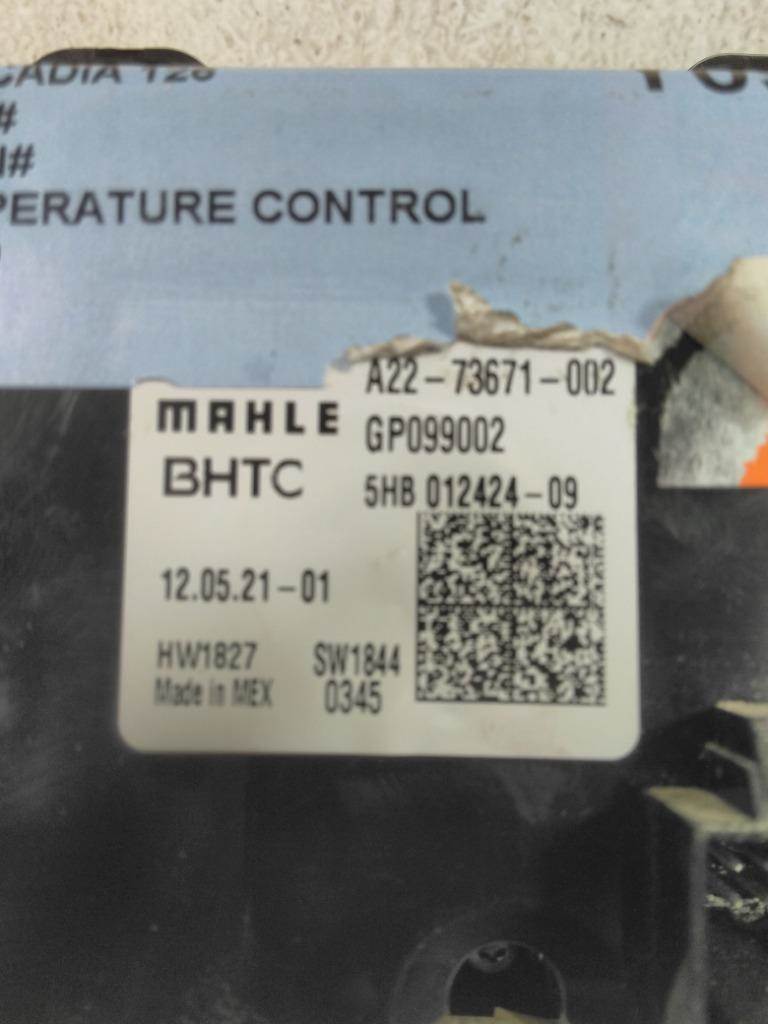 CADIA 126
#
#
PERATURE CONTROL
A22-73671-002
MAHLE
GP099002
BHTC
5HB 012424-09
12.05.21-01
HW1827
SW1844
Made in MEX
0345